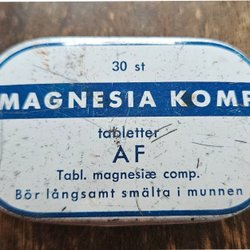 30 st
MAGNESIA KOMP
tabletter
AF
Tabl. magnesiæ comp.
Bör långsamt smälta i munnen